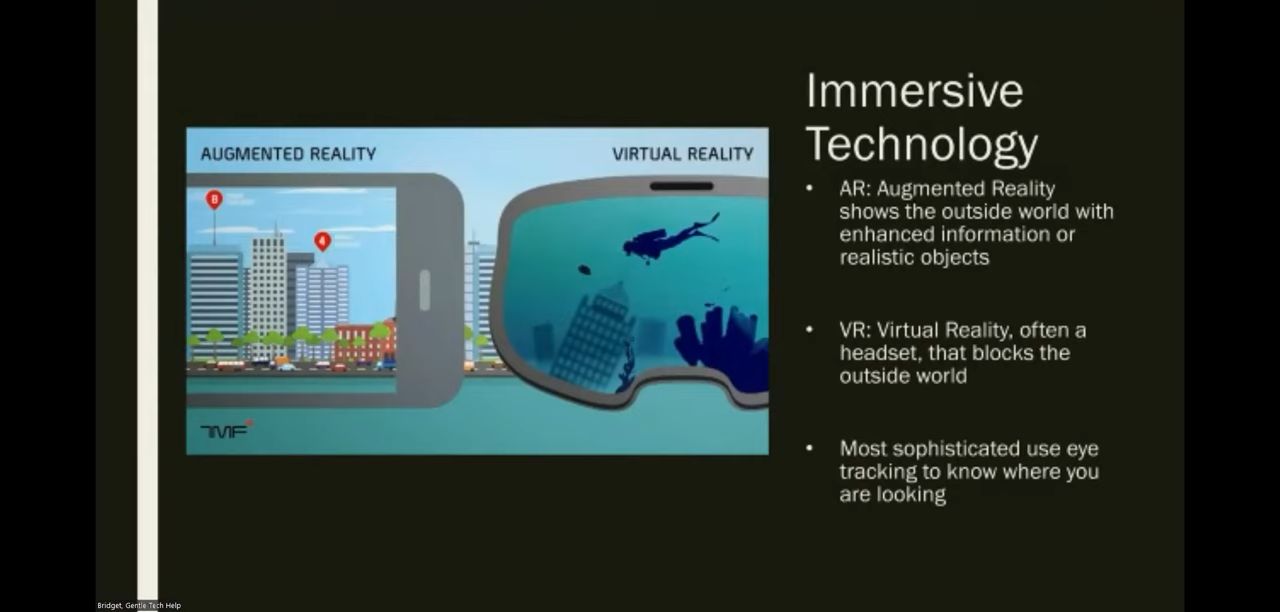 Immersive
Technology
AUGMENTED REALITY
VIRTUAL REALITY
B
4
TMF
• AR: Augmented Reality
shows the outside world with
enhanced information or
realistic objects
• VR: Virtual Reality, often a
headset, that blocks the
outside world
• Most sophisticated use eye
tracking to know where you
are looking
Bridget, Gentle Tech Help